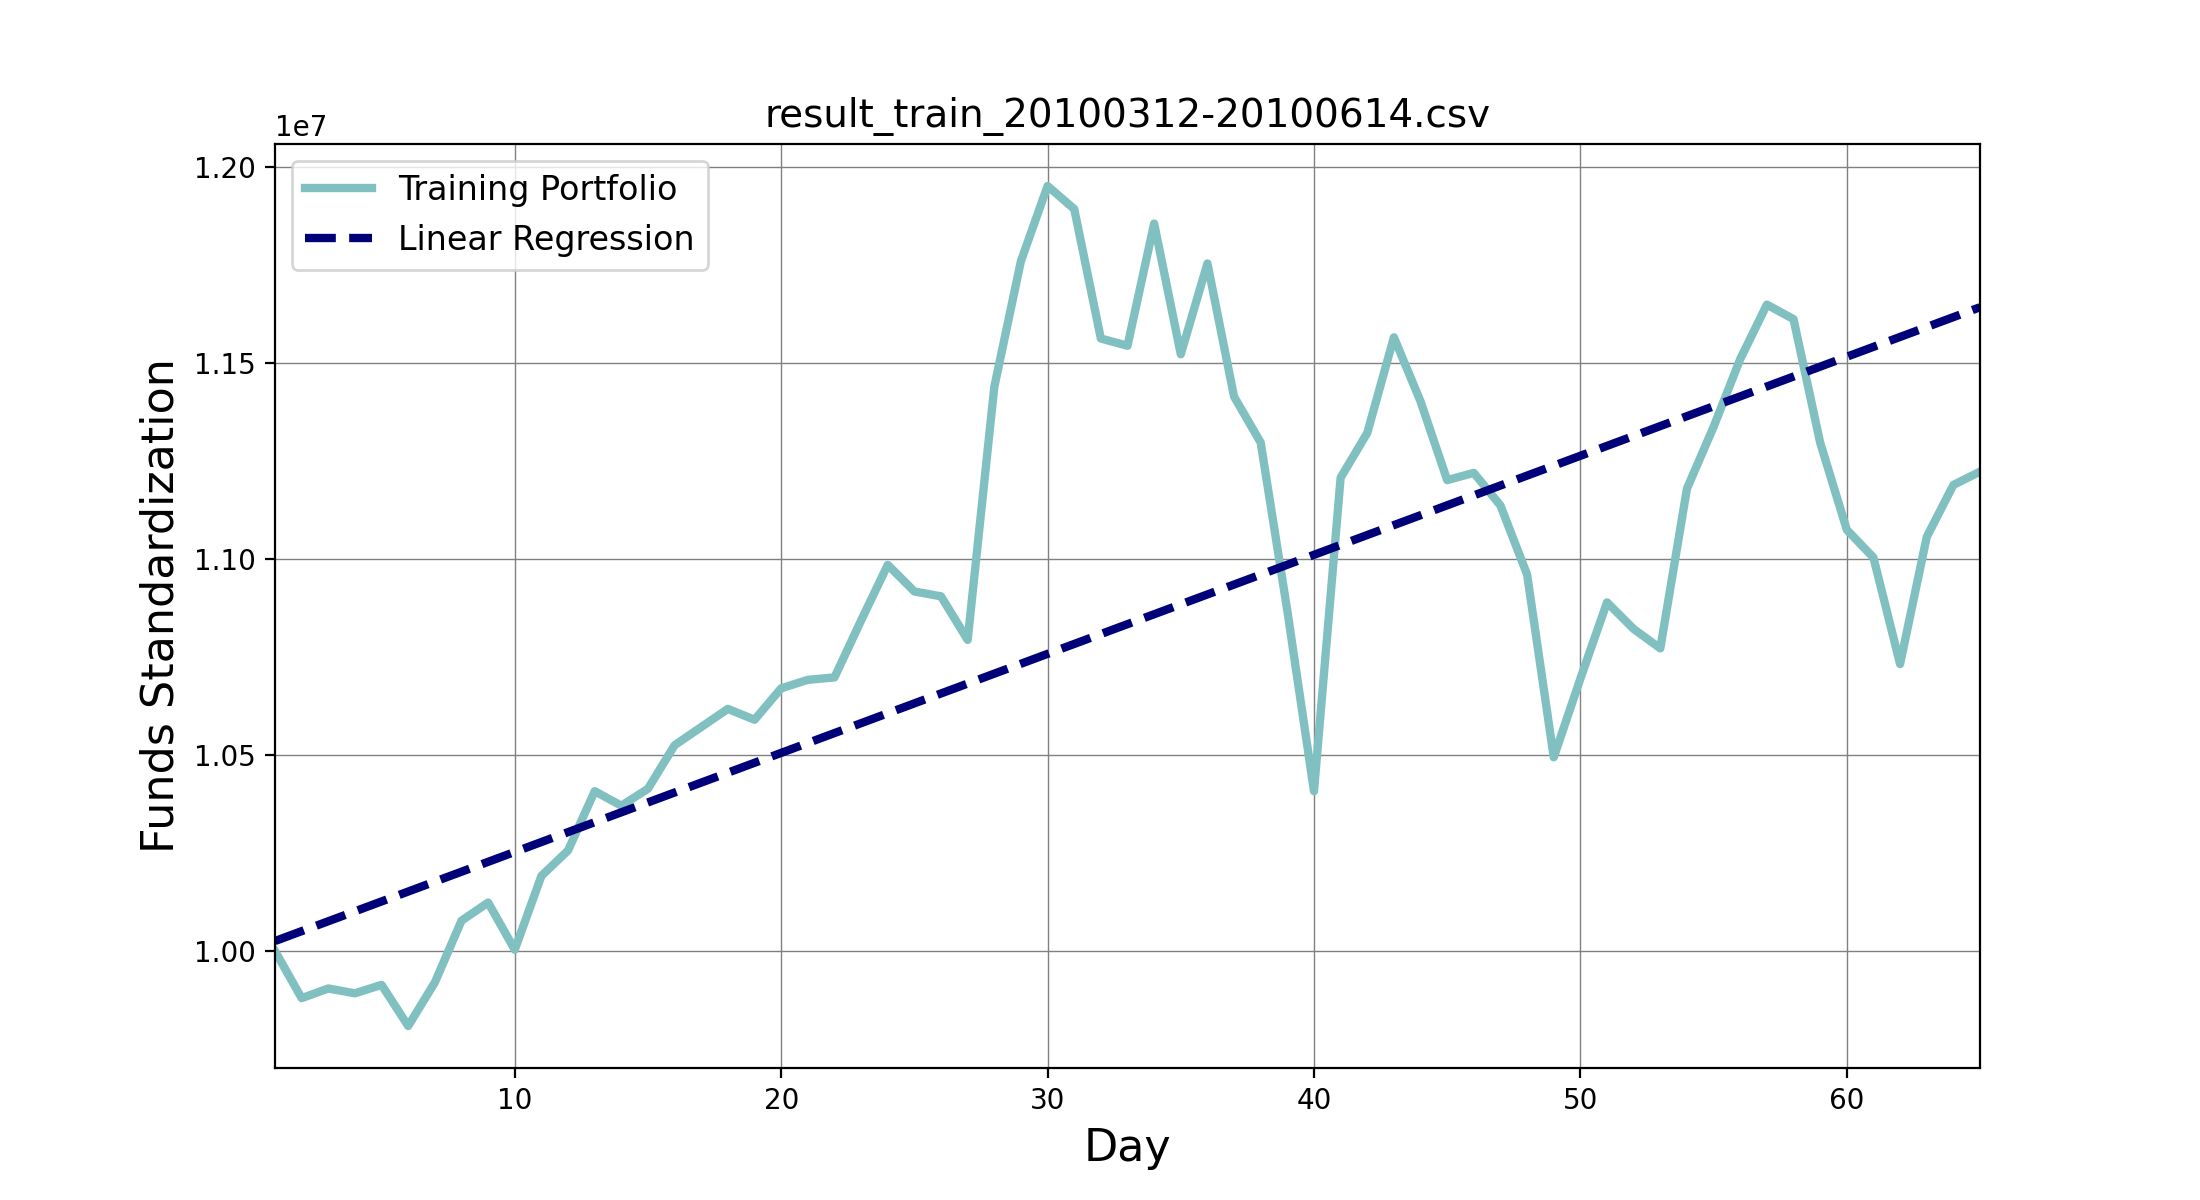 result_train_20100312-20100614.csv
1e7
1.20
1.15
1.10
1.05
1.00
Funds Standardization
Training Portfolio
Linear Regression
10 20 30 40 50 60
Day